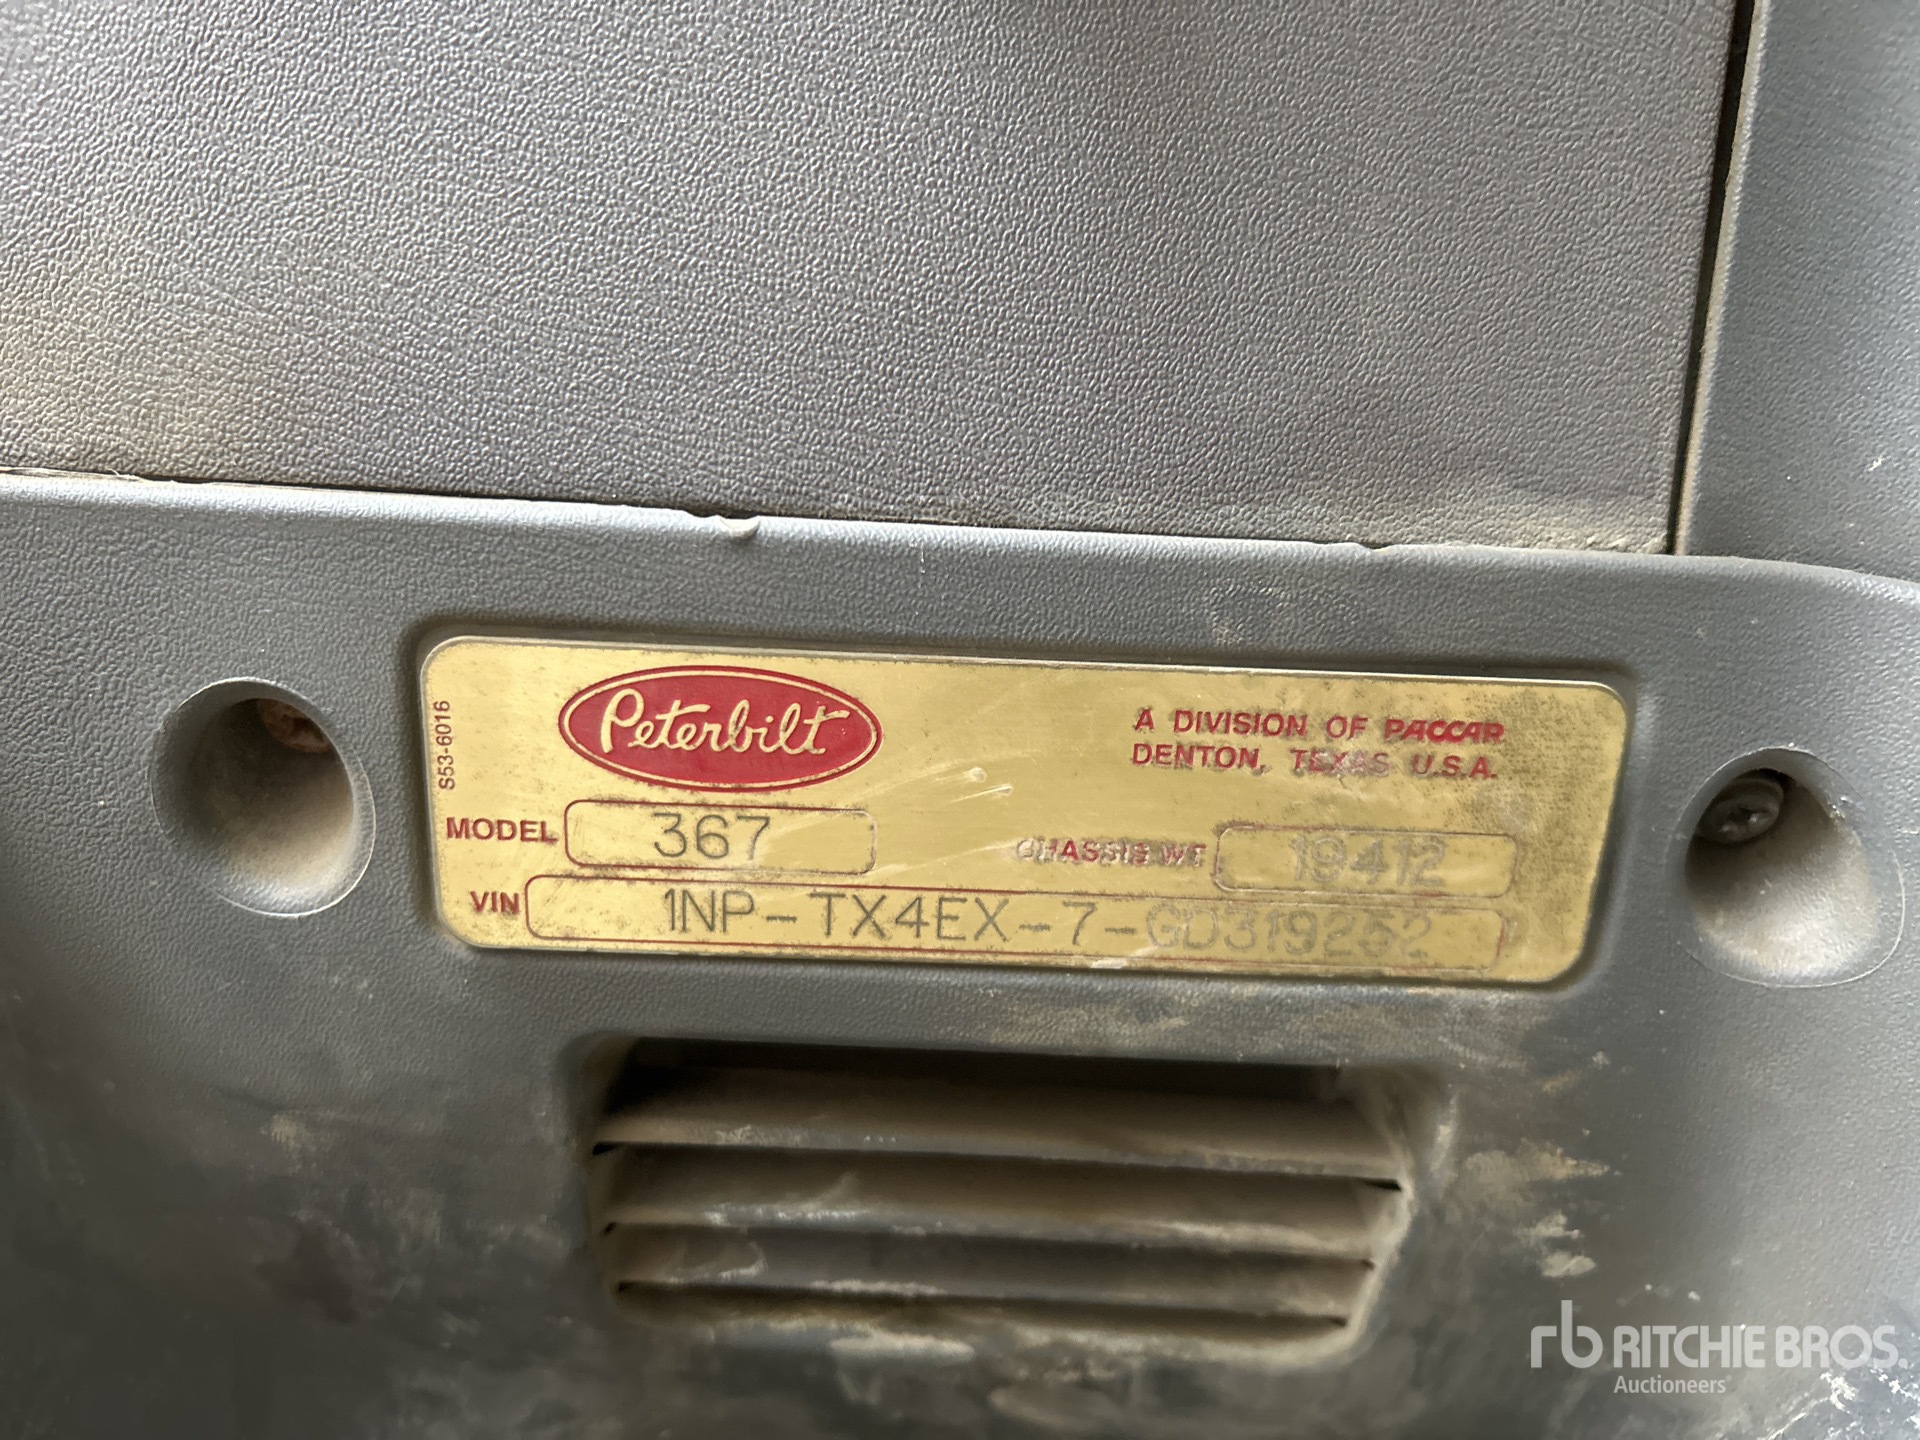 S53-6016
Peterbilt
A DIVISION OF PACCAR
DENTON, TEXAS U.S.A.
MODEL 367
CHASSIS WT 19412
VIN 1NP-TX4EX-7-GD319252
rb RITCHIE BROS.
Auctioneers